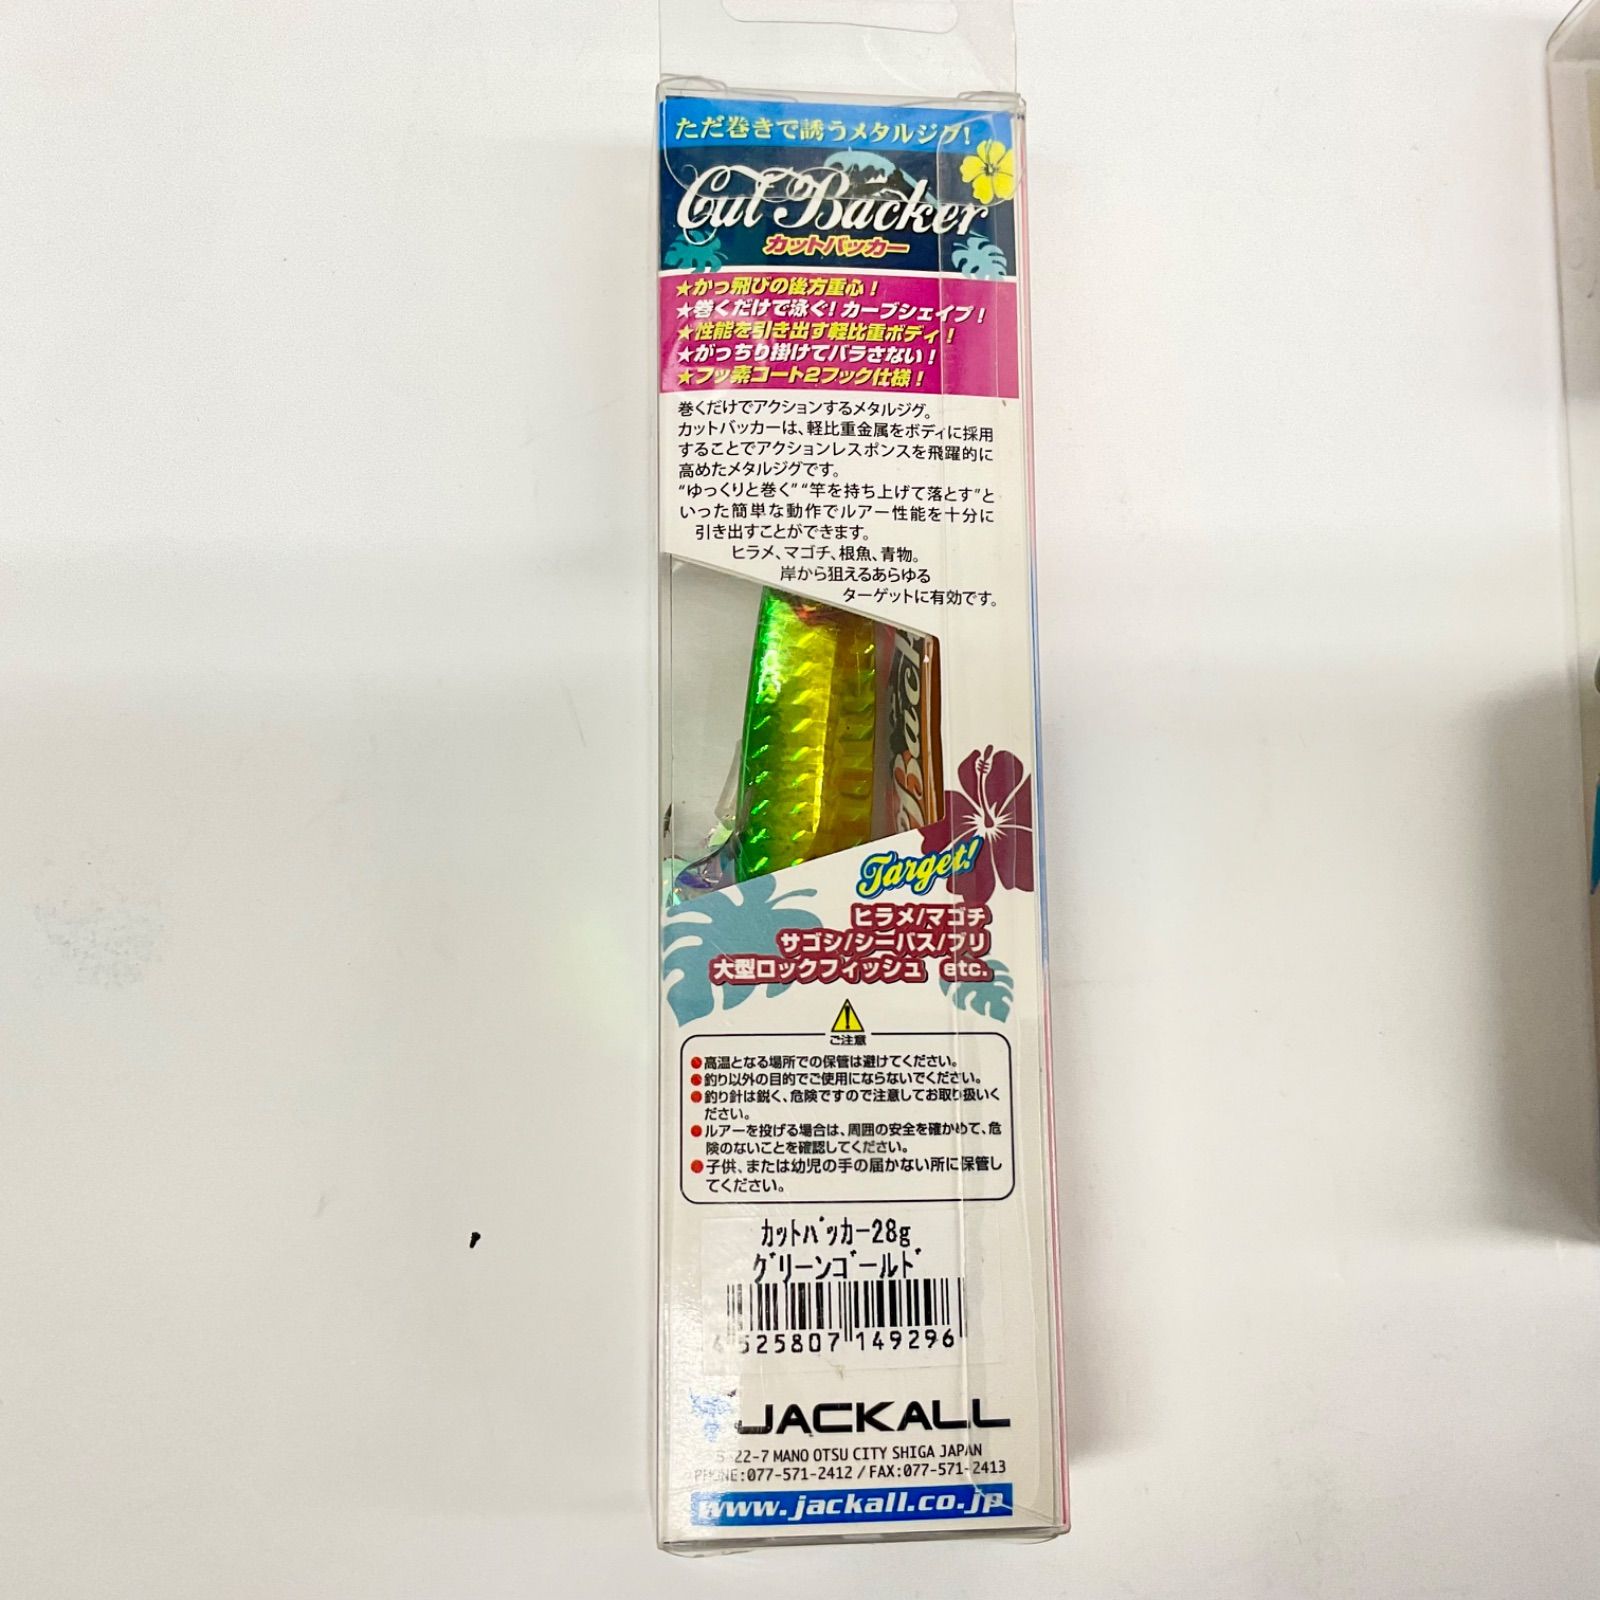 ただ巻きで誘うメタルジグ!
Cut Backer
カットバッカー
★かっ飛びの後方重心!
★巻くだけで泳ぐ!カーブシェイプ!
★性能を引き出す軽比重ボディ!
★がっちり掛けてバラさない!
★フッ素コート2フック仕様!
巻くだけでアクションするメタルジグ。
カットバッカーは、軽比重金属をボディに採用
することでアクションレスポンスを飛躍的に
高めたメタルジグです。
“ゆっくりと巻く”“竿を持ち上げて落とす”と
いった簡単な動作でルアー性能を十分に
引き出すことができます。
ヒラメ、マゴチ、根魚、青物。
岸から狙えるあらゆる
ターゲットに有効です。
Back
Target!
ヒラメ/マゴチ
サゴシ/シーバス/ブリ
大型ロックフィッシュ etc.
ご注意
●高温となる場所での保管は避けてください。
●釣り以外の目的でご使用にならないでください。
●釣り針は鋭く、危険ですので注意してお取り扱いく
ださい。
●ルアーを投げる場合は、周囲の安全を確かめて、危
険のないことを確認してください。
●子供、または幼児の手の届かない所に保管し
てください。
カットバッカー28g
グリーンゴールド
4525807149296
JACKALL
5-22-7 MANO OTSU CITY SHIGA JAPAN
PHONE:077-571-2412 / FAX:077-571-2413
www.jackall.co.jp